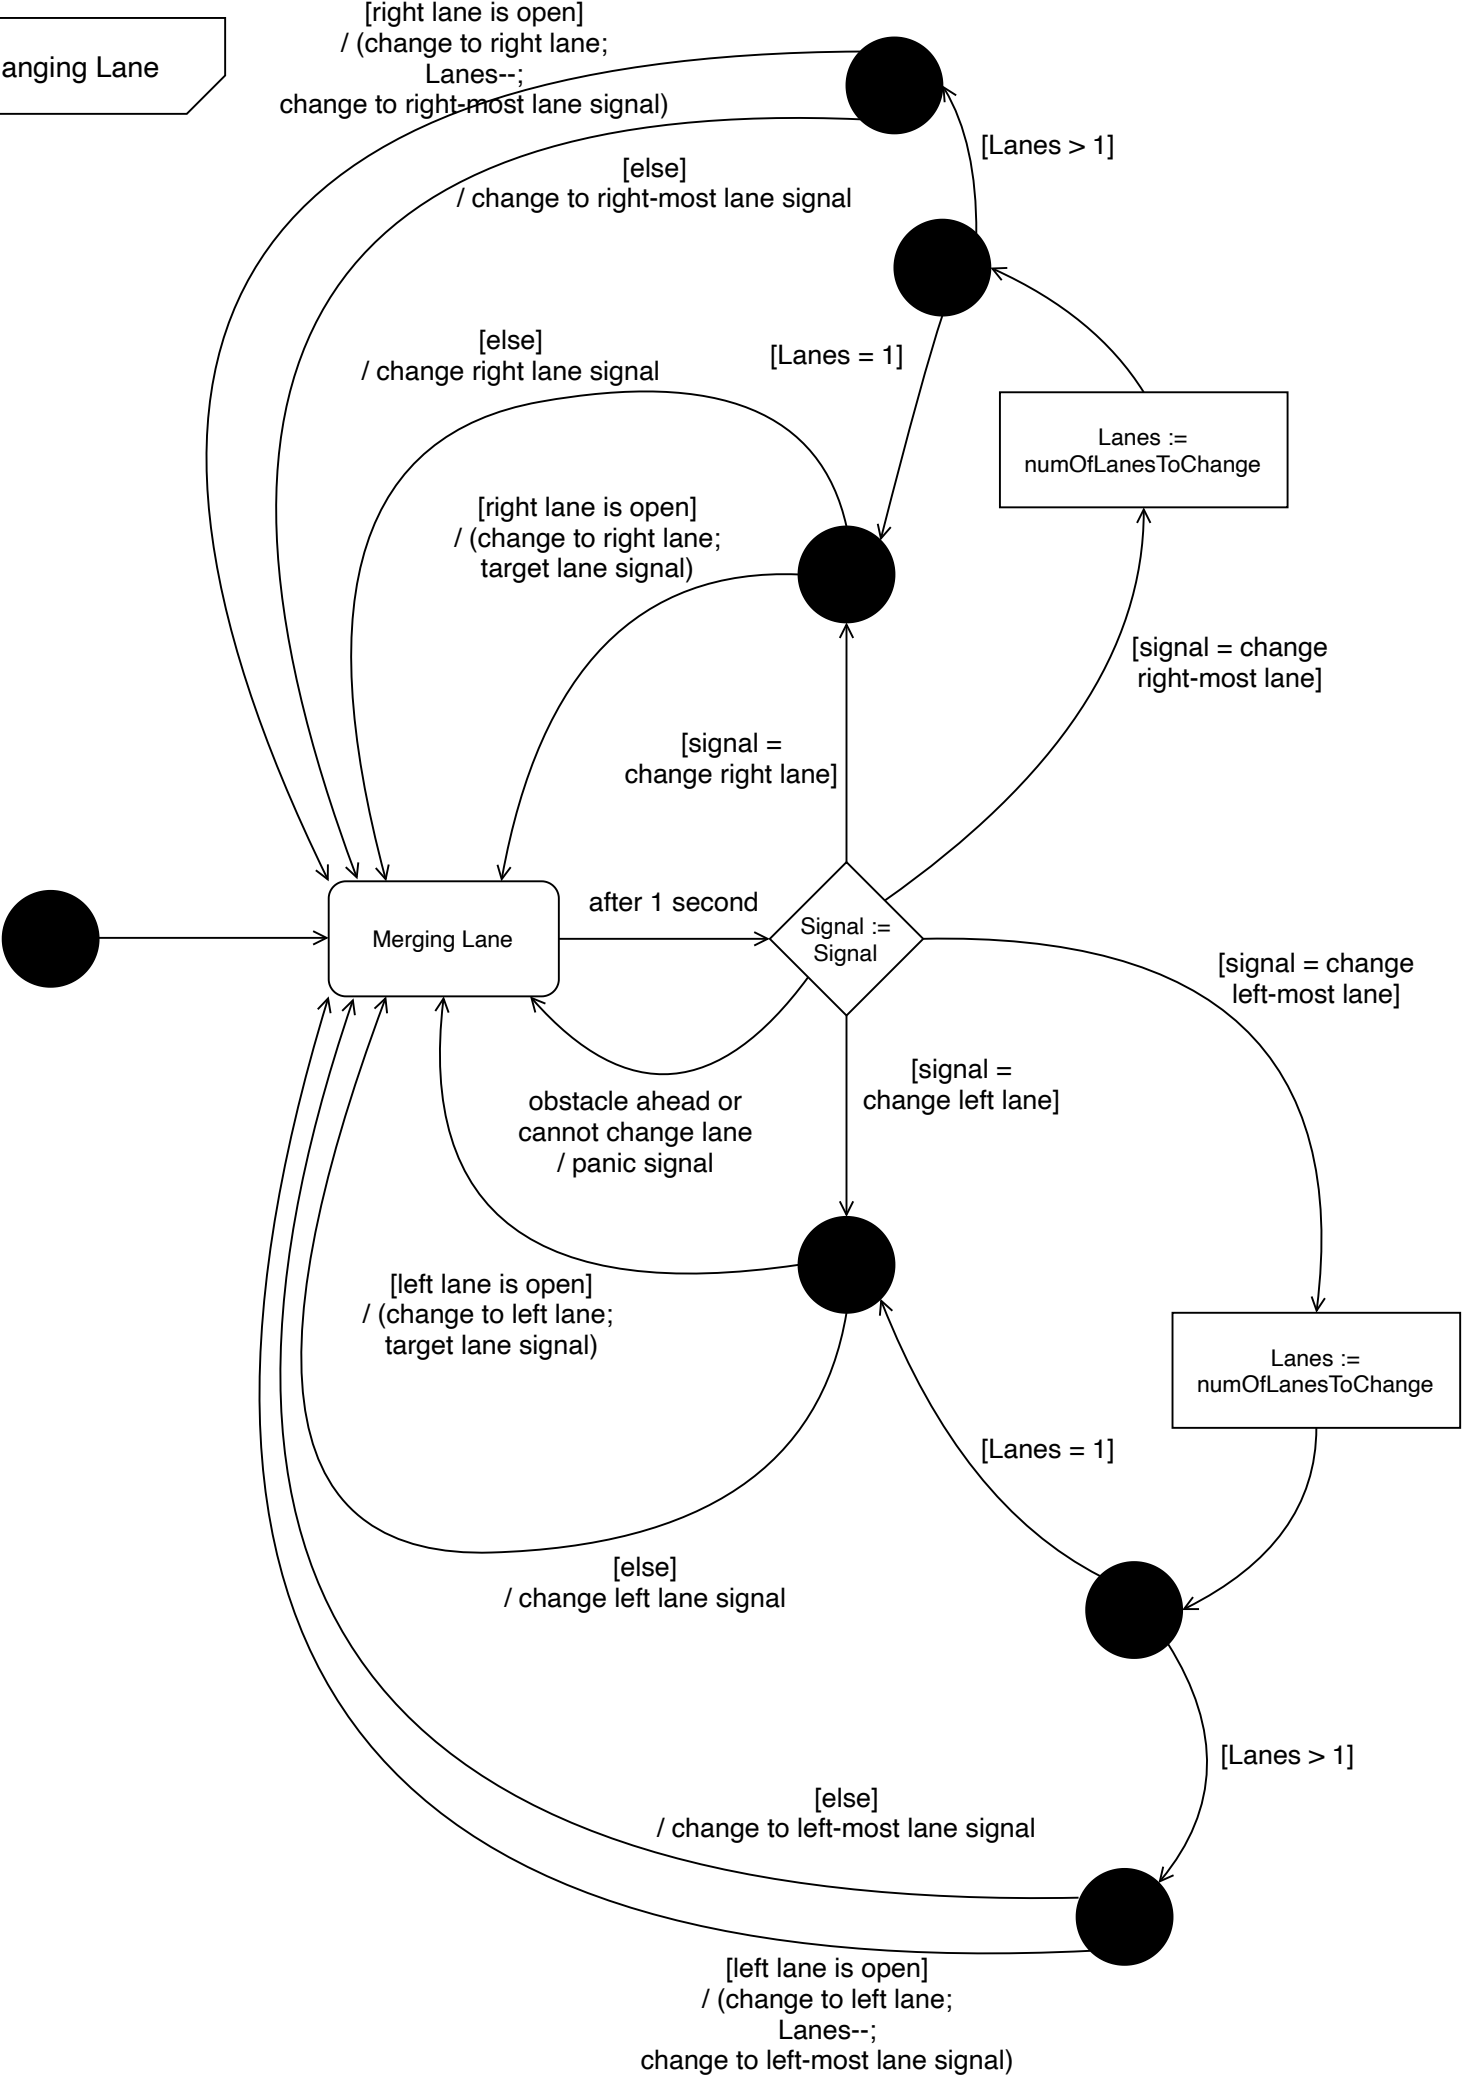 [right lane is open]
/ (change to right lane;
Lanes--;
change to right-most lane signal)
anging Lane
[Lanes > 1]
[else]
/ change to right-most lane signal
[else]
/ change right lane signal
[Lanes = 1]
Lanes :=
numOfLanesToChange
[right lane is open]
/ (change to right lane;
target lane signal)
[signal = change
right-most lane]
[signal =
change right lane]
after 1 second
Merging Lane
Signal :=
Signal
[signal = change
left-most lane]
[signal =
change left lane]
obstacle ahead or
cannot change lane
/ panic signal
[left lane is open]
/ (change to left lane;
target lane signal)
Lanes :=
numOfLanesToChange
[Lanes = 1]
[else]
/ change left lane signal
[Lanes > 1]
[else]
/ change to left-most lane signal
[left lane is open]
/ (change to left lane;
Lanes--;
change to left-most lane signal)